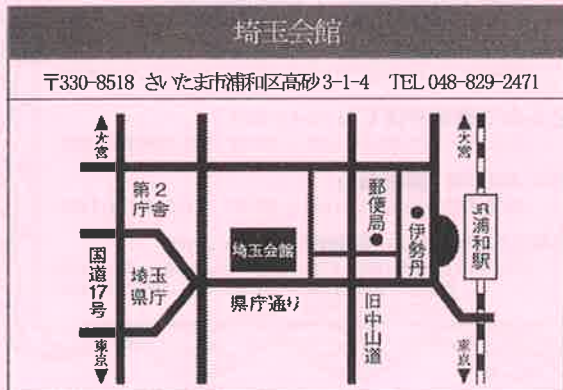 埼玉会館
〒330-8518 さいたま市浦和区高砂3-1-4 TEL 048-829-2471
▲大宮
▲大宮
第2庁舎
郵便局
伊勢丹
JR浦和駅
埼玉会館
国道17号
埼玉県庁
県庁通り
旧中山道
東京▼
東京▼